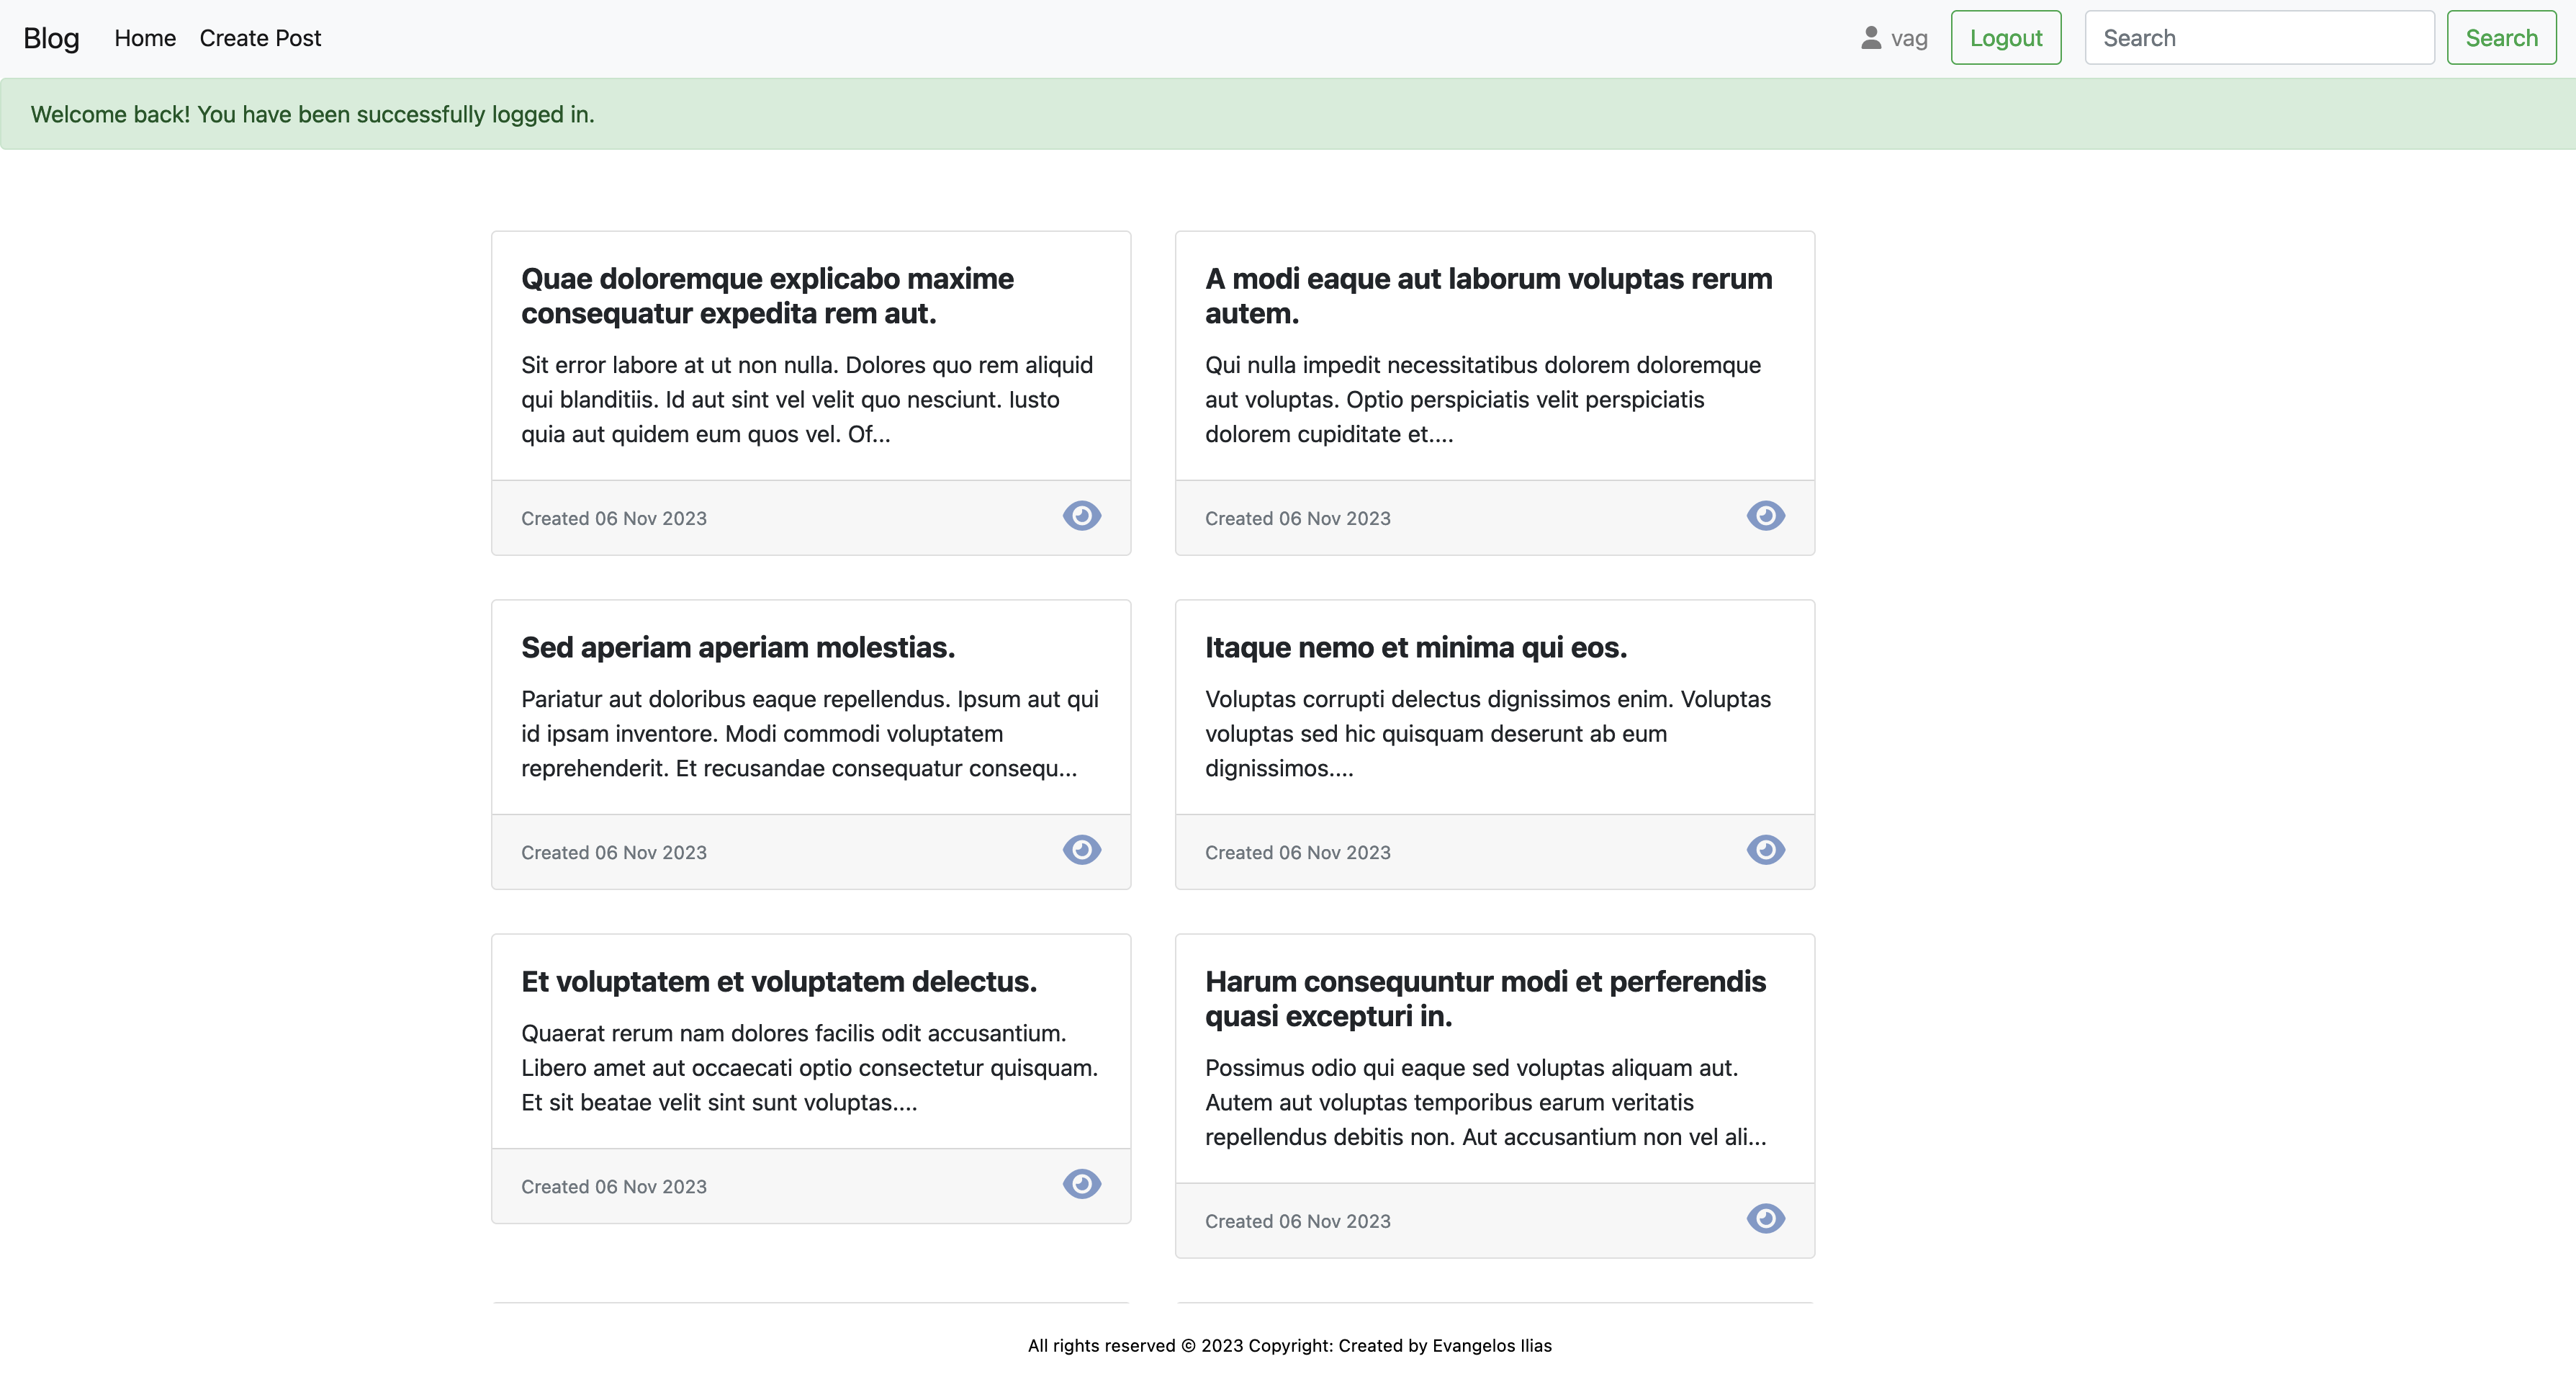 Blog Home Create Post vag Logout Search Search
Welcome back! You have been successfully logged in.
Quae doloremque explicabo maxime
consequatur expedita rem aut.
Sit error labore at ut non nulla. Dolores quo rem aliquid
qui blanditiis. Id aut sint vel velit quo nesciunt. Iusto
quia aut quidem eum quos vel. Of...
Created 06 Nov 2023
A modi eaque aut laborum voluptas rerum
autem.
Qui nulla impedit necessitatibus dolorem doloremque
aut voluptas. Optio perspiciatis velit perspiciatis
dolorem cupiditate et....
Created 06 Nov 2023
Sed aperiam aperiam molestias.
Pariatur aut doloribus eaque repellendus. Ipsum aut qui
id ipsam inventore. Modi commodi voluptatem
reprehenderit. Et recusandae consequatur consequ...
Created 06 Nov 2023
Itaque nemo et minima qui eos.
Voluptas corrupti delectus dignissimos enim. Voluptas
voluptas sed hic quisquam deserunt ab eum
dignissimos....
Created 06 Nov 2023
Et voluptatem et voluptatem delectus.
Quaerat rerum nam dolores facilis odit accusantium.
Libero amet aut occaecati optio consectetur quisquam.
Et sit beatae velit sint sunt voluptas....
Created 06 Nov 2023
Harum consequuntur modi et perferendis
quasi excepturi in.
Possimus odio qui eaque sed voluptas aliquam aut.
Autem aut voluptas temporibus earum veritatis
repellendus debitis non. Aut accusantium non vel ali...
Created 06 Nov 2023
All rights reserved © 2023 Copyright: Created by Evangelos Ilias